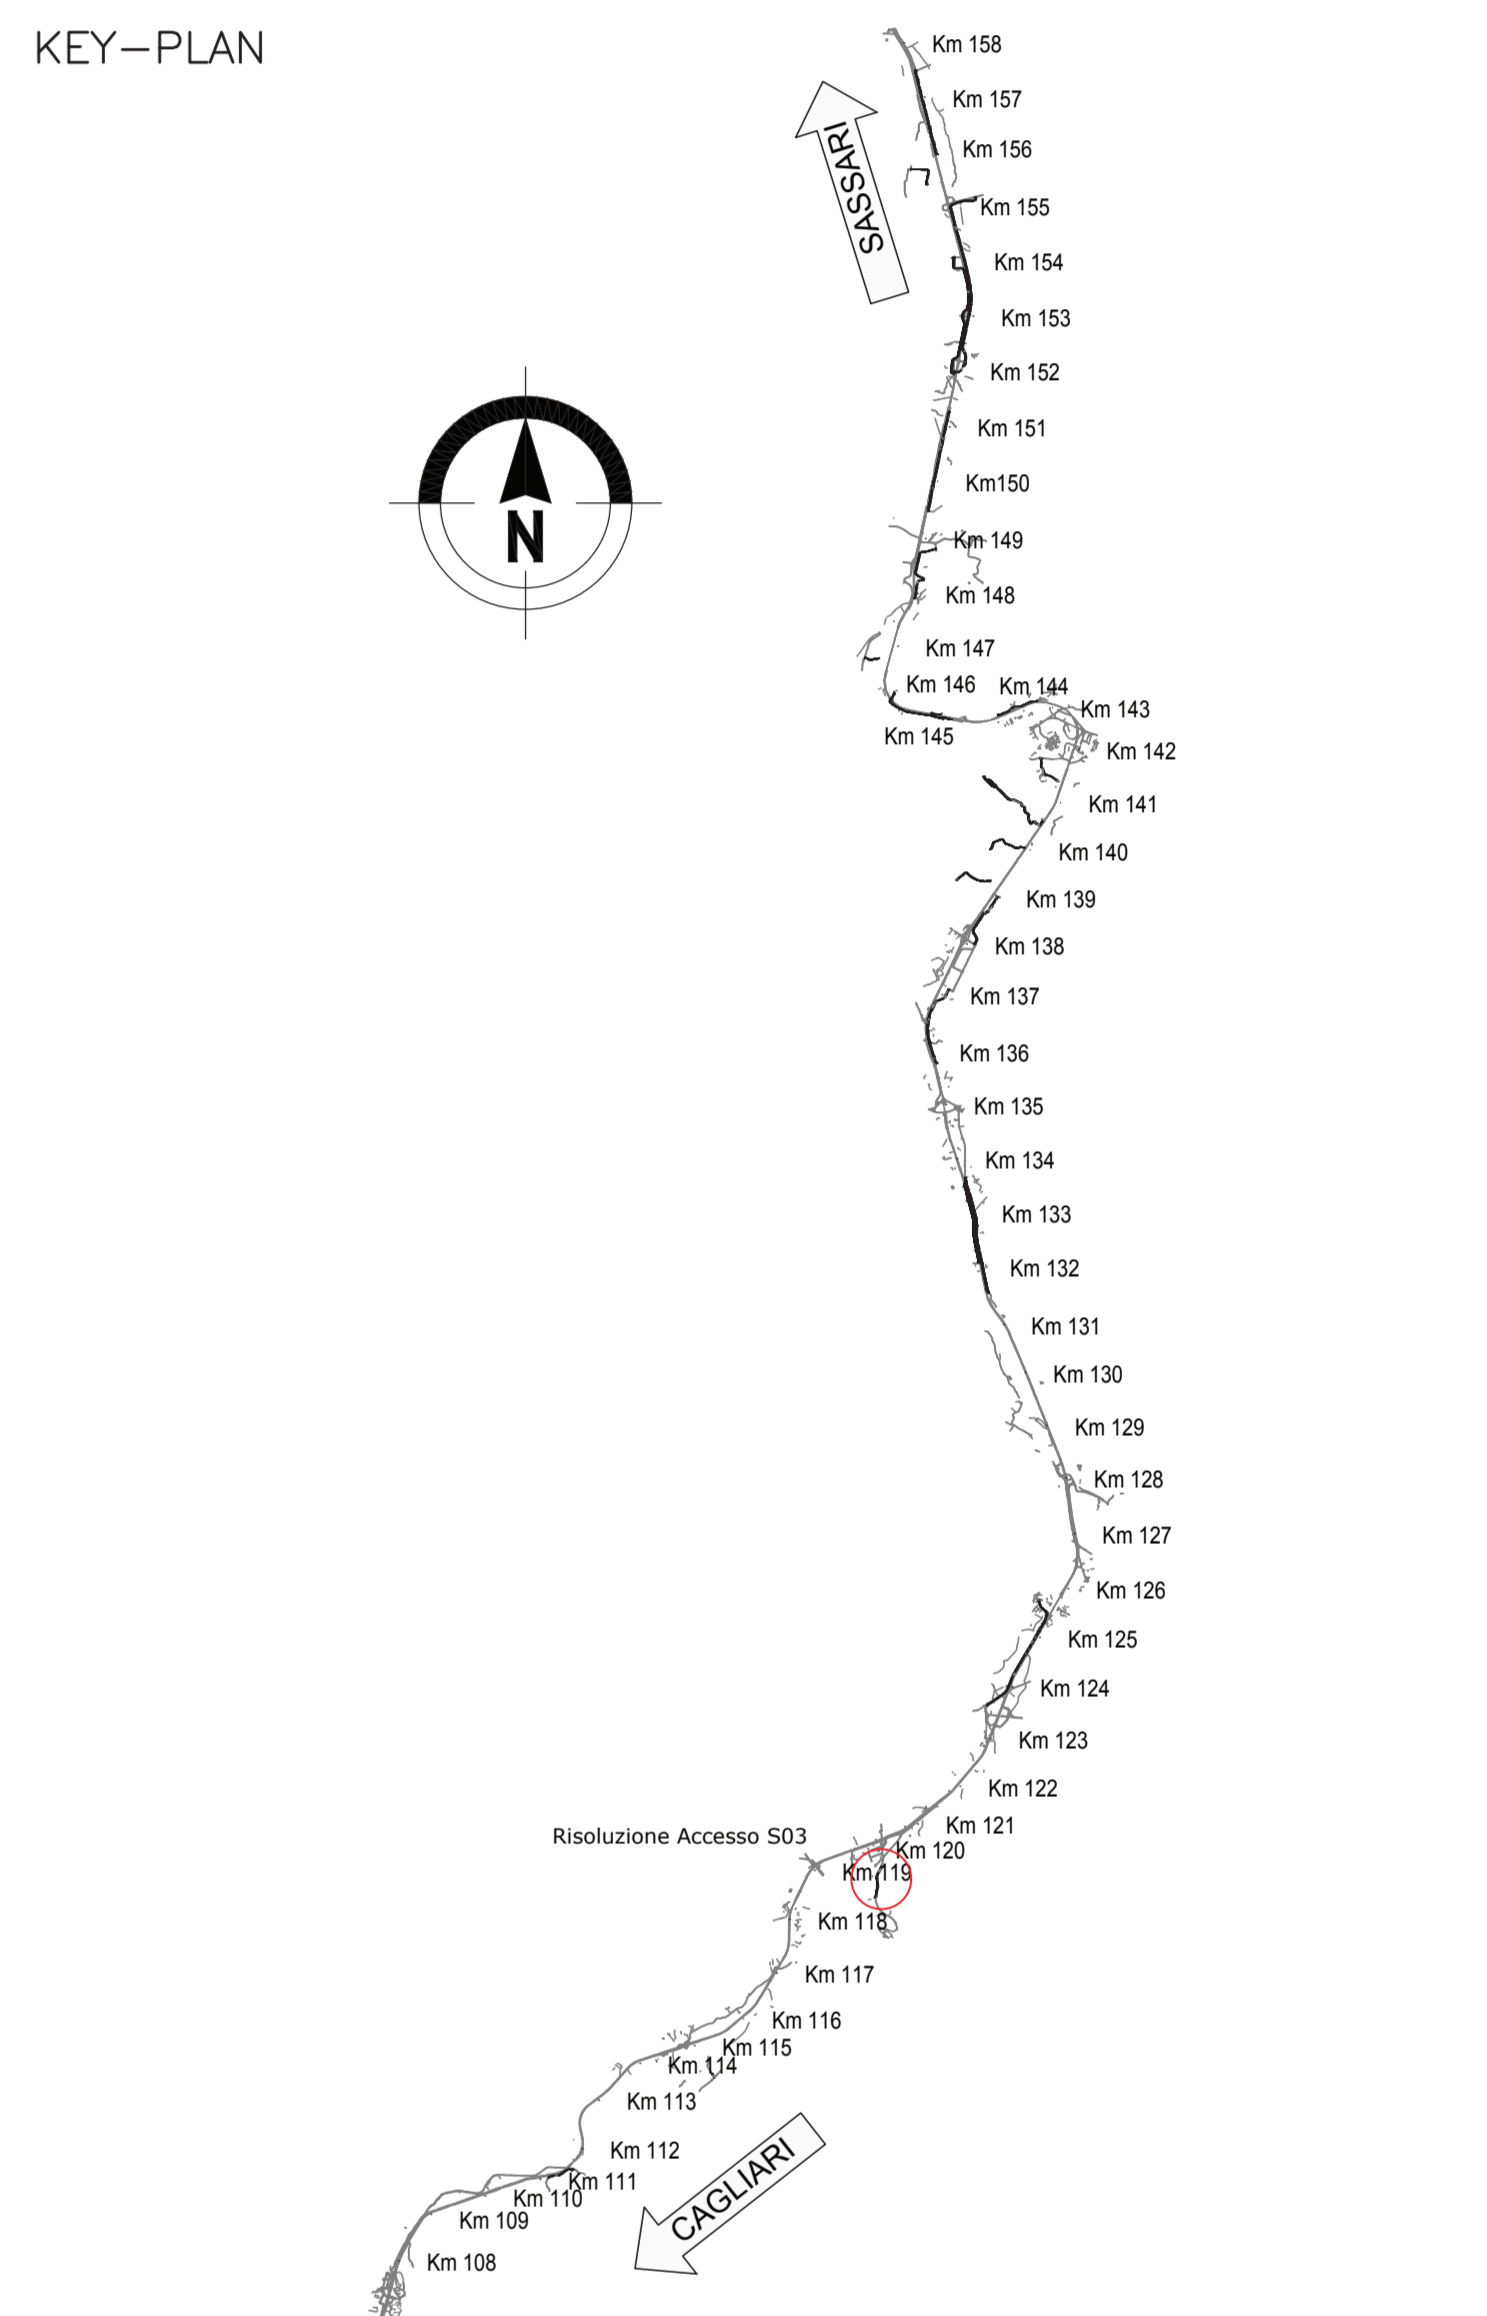 KEY-PLAN
Km 158
Km 157
SASSARI
Km 156
Km 155
Km 154
Km 153
Km 152
Km 151
Km150
N
Km 149
Km 148
Km 147
Km 146
Km 144
Km 143
Km 145
Km 142
Km 141
Km 140
Km 139
Km 138
Km 137
Km 136
Km 135
Km 134
Km 133
Km 132
Km 131
Km 130
Km 129
Km 128
Km 127
Km 126
Km 125
Km 124
Km 123
Km 122
Km 121
Risoluzione Accesso S03
Km 120
Km 119
Km 118
Km 117
Km 116
Km 115
Km 114
Km 113
Km 112
Km 111
Km 110
CAGLIARI
Km 109
Km 108